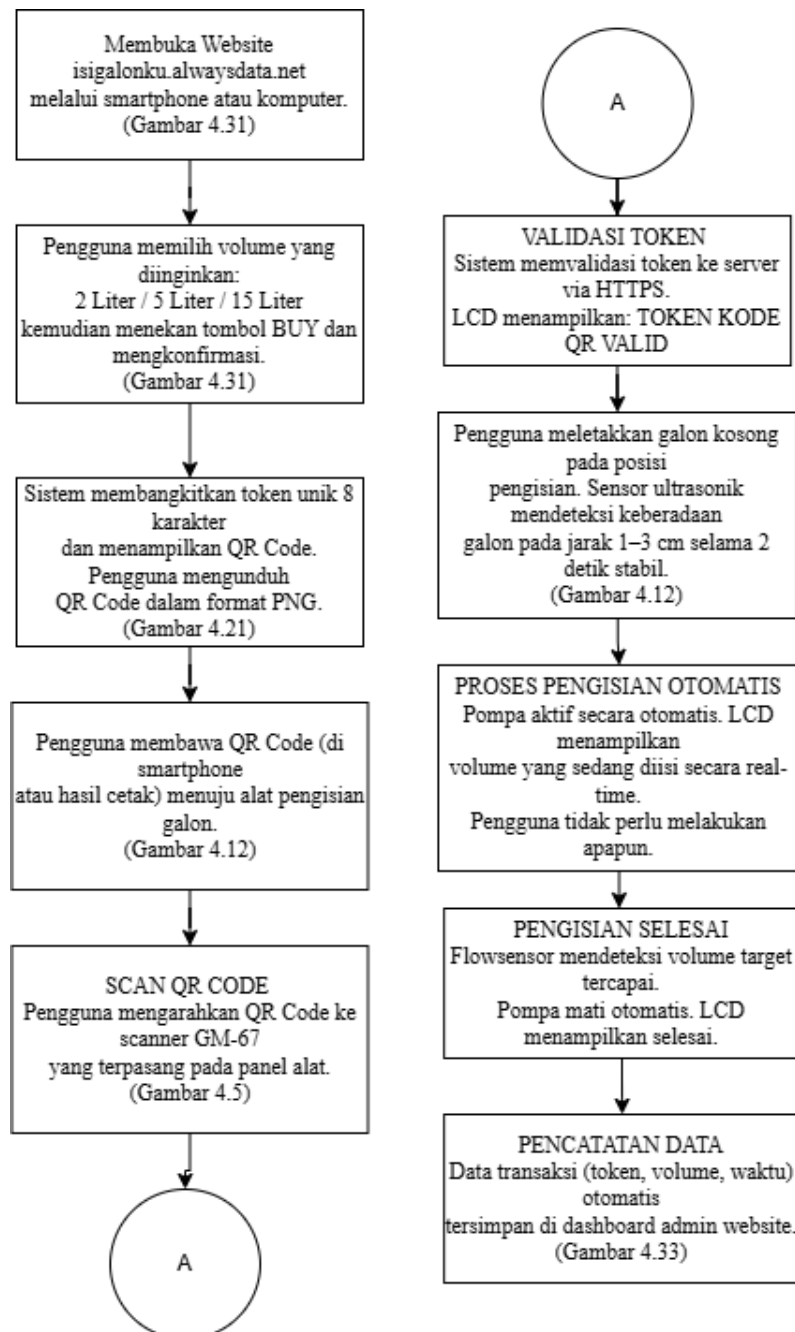 Membuka Website
isigalonku.alwaysdata.net
melalui smartphone atau komputer.
(Gambar 4.31)
Pengguna memilih volume yang
diinginkan:
2 Liter / 5 Liter / 15 Liter
kemudian menekan tombol BUY dan
mengkonfirmasi.
(Gambar 4.31)
Sistem membangkitkan token unik 8
karakter
dan menampilkan QR Code.
Pengguna mengunduh
QR Code dalam format PNG.
(Gambar 4.21)
Pengguna membawa QR Code (di
smartphone
atau hasil cetak) menuju alat pengisian
galon.
(Gambar 4.12)
SCAN QR CODE
Pengguna mengarahkan QR Code ke
scanner GM-67
yang terpasang pada panel alat.
(Gambar 4.5)
A
A
VALIDASI TOKEN
Sistem memvalidasi token ke server
via HTTPS.
LCD menampilkan: TOKEN KODE
QR VALID
Pengguna meletakkan galon kosong
pada posisi
pengisian. Sensor ultrasonik
mendeteksi keberadaan
galon pada jarak 1–3 cm selama 2
detik stabil.
(Gambar 4.12)
PROSES PENGISIAN OTOMATIS
Pompa aktif secara otomatis. LCD
menampilkan
volume yang sedang diisi secara real-
time.
Pengguna tidak perlu melakukan
apapun.
PENGISIAN SELESAI
Flowsensor mendeteksi volume target
tercapai.
Pompa mati otomatis. LCD
menampilkan selesai.
PENCATATAN DATA
Data transaksi (token, volume, waktu)
otomatis
tersimpan di dashboard admin website.
(Gambar 4.33)